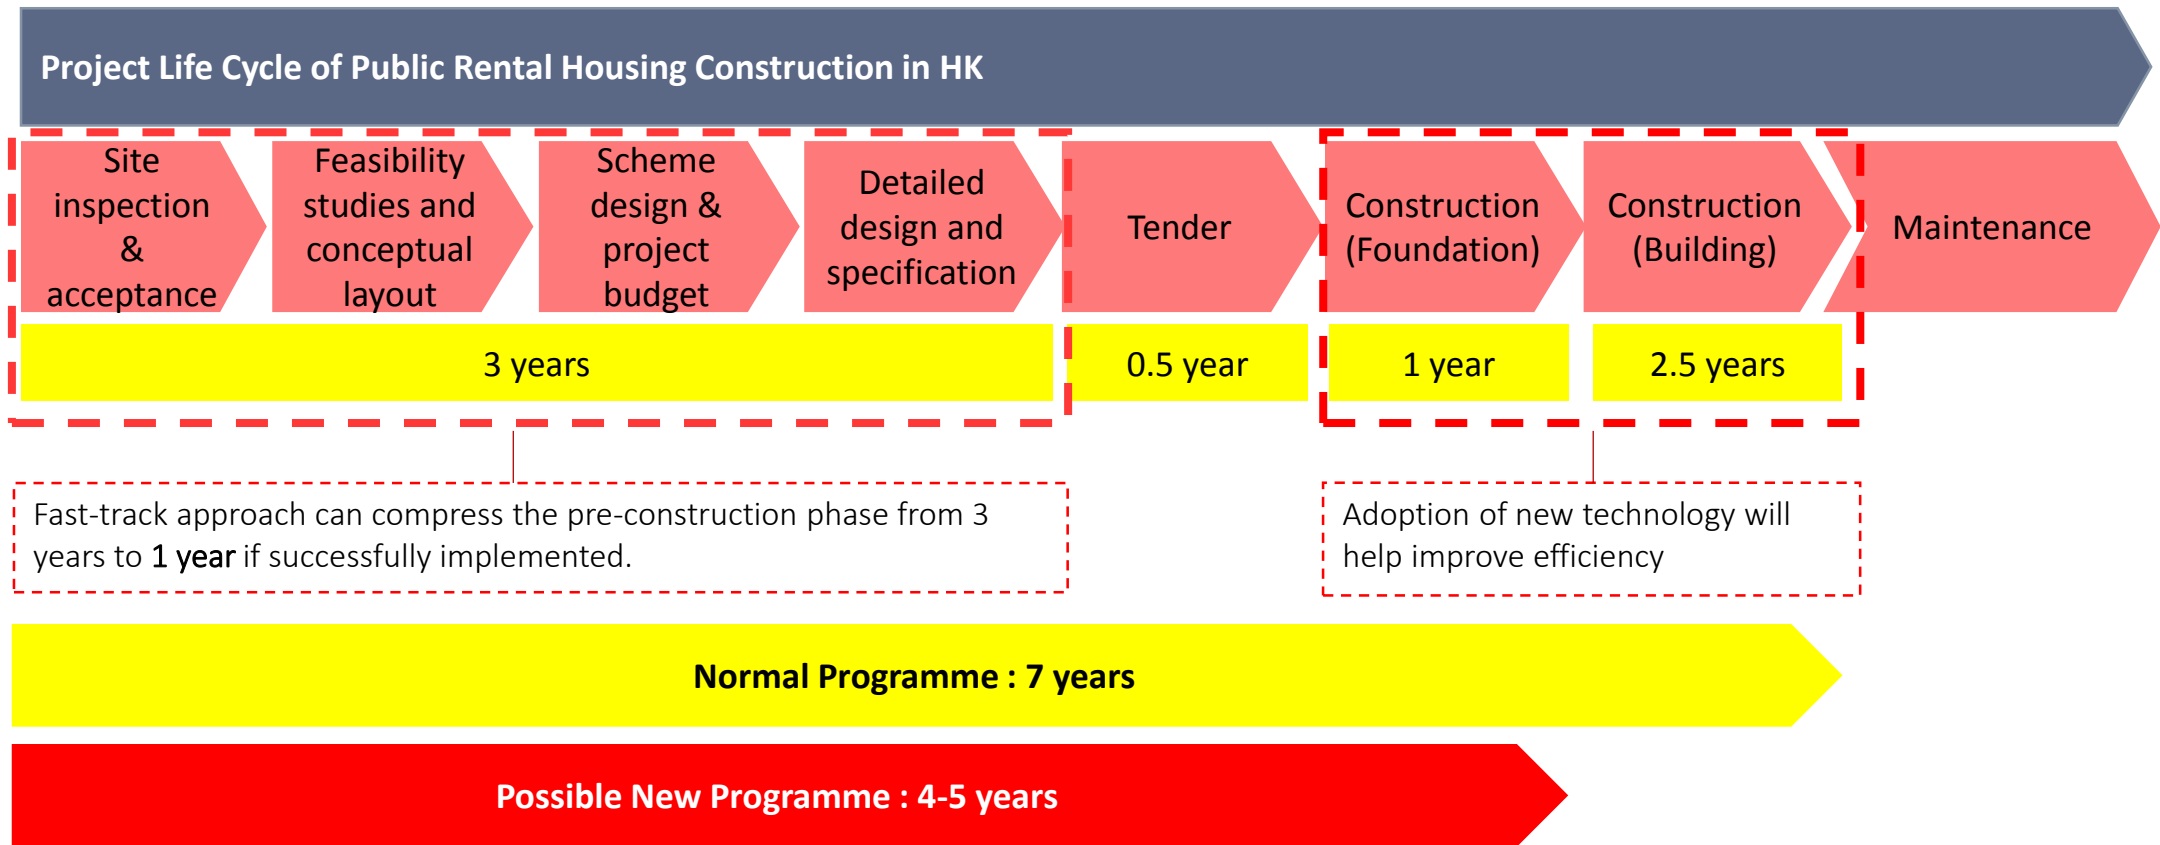 Project Life Cycle of Public Rental Housing Construction in HK
Site
inspection
&
acceptance
Feasibility
studies and
conceptual
layout
Scheme
design &
project
budget
Detailed
design and
specification
Tender
Construction
(Foundation)
Construction
(Building)
Maintenance
3 years
0.5 year
1 year
2.5 years
Fast-track approach can compress the pre-construction phase from 3
years to 1 year if successfully implemented.
Adoption of new technology will
help improve efficiency
Normal Programme : 7 years
Possible New Programme : 4-5 years